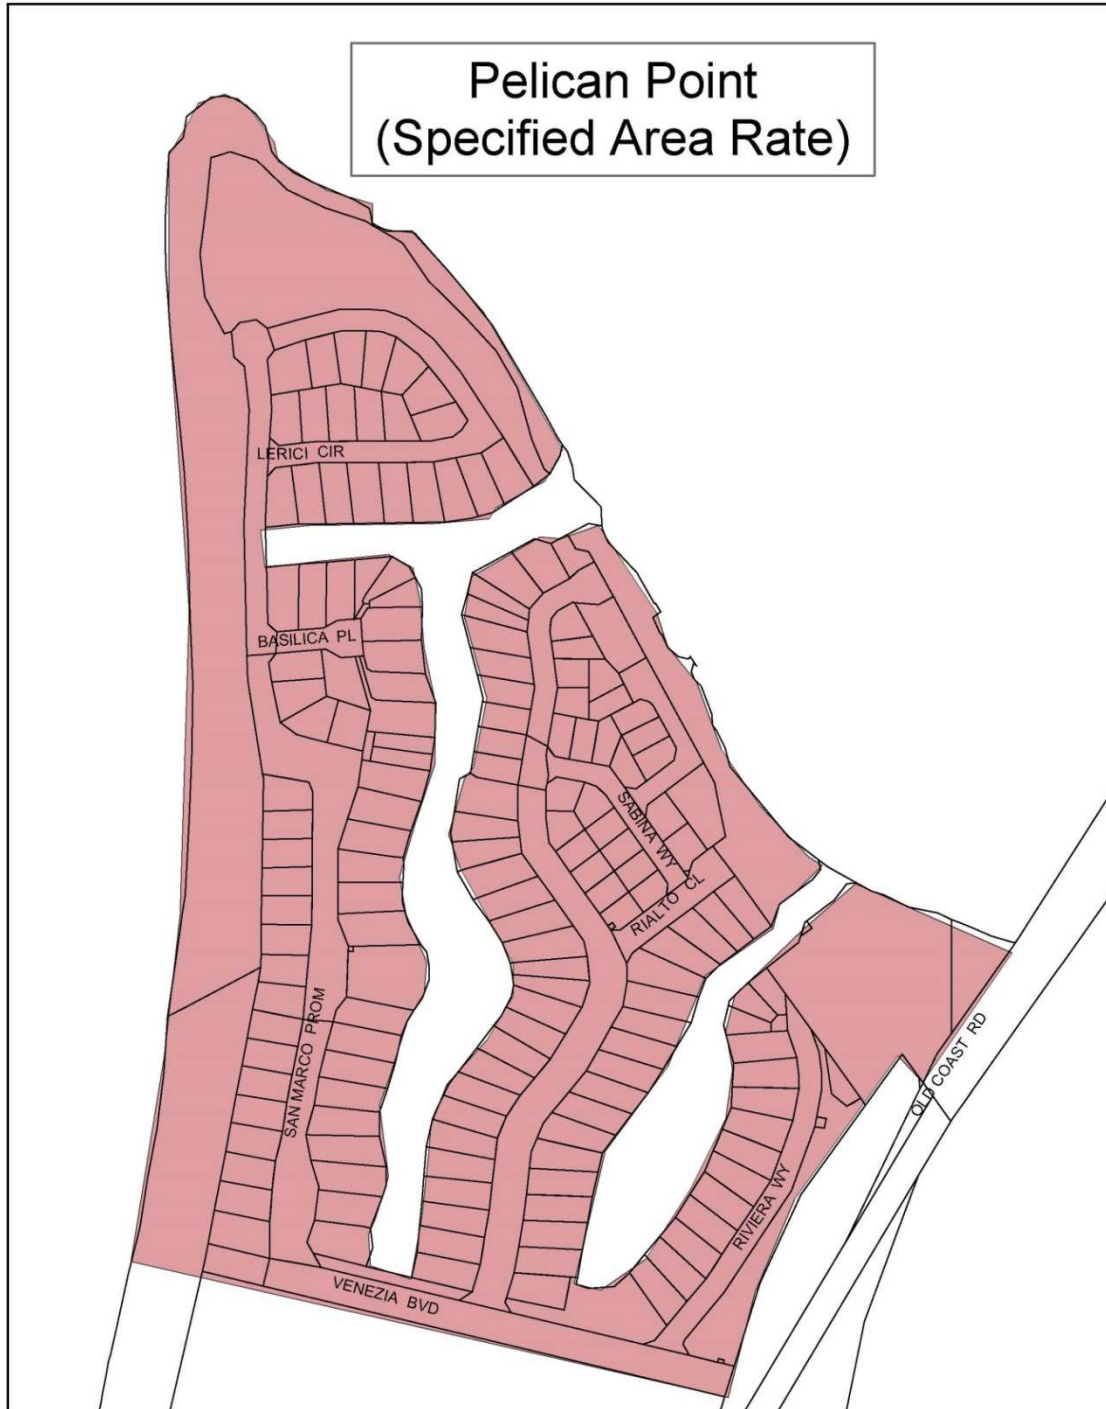 Pelican Point
(Specified Area Rate)
LERICI CIR
BASILICA PL
SABINA WY
RIALTO CL
SAN MARCO PROM
OLD COAST RD
RIVIERA WY
VENEZIA BVD